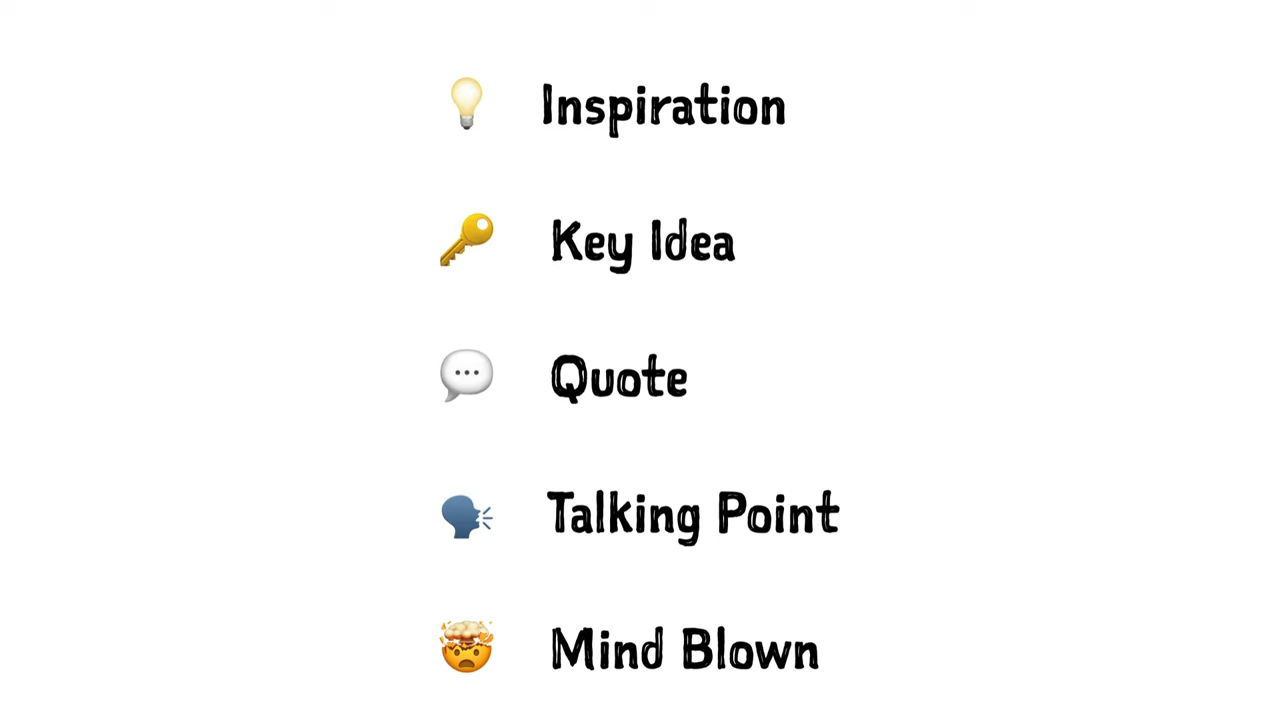 Inspiration
Key Idea
Quote
Talking Point
Mind Blown